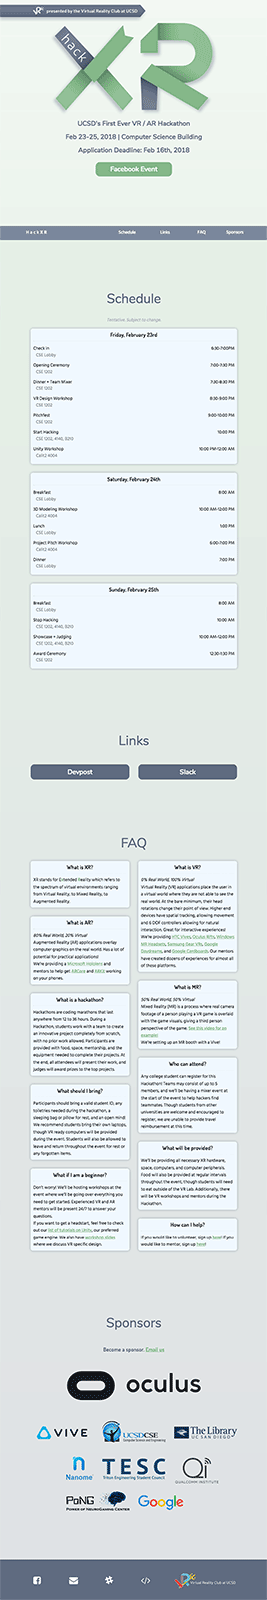 presented by the Virtual Reality Club at UCSD
hack
XR
UCSD's First Ever VR / AR Hackathon
Feb 23-25, 2018 | Computer Science Building
Application Deadline: Feb 16th, 2018
Facebook Event
HackXR
Schedule
Links
FAQ
Sponsors
Schedule
Tentative. Subject to change.
Friday, February 23rd
Check In 6:30-7:00PM
CSE Lobby
Opening Ceremony 7:00-7:30 PM
CSE 1202
Dinner + Team Mixer 7:30-8:30 PM
CSE 1202
VR Design Workshop 8:30-9:00 PM
CSE 1202
Pitchfest 9:00-10:00 PM
CSE 1202
Start Hacking 10:00 PM
CSE 1202, 4140, B210
Unity Workshop 10:00 PM-12:00 AM
Calit2 4004
Saturday, February 24th
Breakfast 8:00 AM
CSE Lobby
3D Modeling Workshop 10:00 AM-12:00 PM
Calit2 4004
Lunch 1:00 PM
CSE Lobby
Project Pitch Workshop 6:00-7:00 PM
Calit2 4004
Dinner 7:00 PM
CSE Lobby
Sunday, February 25th
Breakfast 8:00 AM
CSE Lobby
Stop Hacking 10:00 AM
CSE 1202, 4140, B210
Showcase + Judging 10:00 AM-12:00 PM
CSE 1202
Award Ceremony 12:30-1:30 PM
CSE 1202
Links
Devpost
Slack
FAQ
What is XR?
XR stands for Extended Reality which refers to
the spectrum of virtual environments ranging
from Virtual Reality, to Mixed Reality, to
Augmented Reality.
What is AR?
80% Real World, 20% Virtual
Augmented Reality (AR) applications overlay
computer-graphics on the real world. Has a lot of
potential for practical applications!
We're providing a Microsoft Hololens and
mentors to help get ARCore and ARKit working
on your phones.
What is a hackathon?
Hackathons are coding marathons that last
anywhere from 12 to 36 hours. During a
Hackathon, students work with a team to create
an innovative project completely from scratch,
with no prior work allowed. Participants are
provided with food, space, mentorship, and the
equipment needed to complete their projects. At
the end, all attendees will present their work, and
judges will award prizes to the top projects.
What should I bring?
Participants should bring a valid student ID, any
toiletries needed during the hackathon, a
sleeping bag or pillow for rest, and an open mind!
We recommend students bring their own laptops,
though VR ready computers will be provided
during the event. Students will also be allowed to
leave and return throughout the event for rest or
any forgotten items.
What if I am a beginner?
Don't worry! We'll be hosting workshops at the
event where we'll be going over everything you
need to get started. Experienced VR and AR
mentors will be present 24/7 to answer your
questions.
If you want to get a headstart, feel free to check
out our list of tutorials on Unity, our preferred
game engine. We also have workshop slides
where we discuss VR specific design.
What is VR?
0% Real World, 100% Virtual
Virtual Reality (VR) applications place the user in
a virtual world where they are not able to see the
real world. At the bare minimum, their head
rotations change their point of view. Higher end
devices have spatial tracking, allowing movement
and 6 DOF controllers allowing for natural
interaction. Great for interactive experiences!
We're providing HTC Vives, Oculus Rifts, Windows
MR Headsets, Samsung Gear VRs, Google
Daydreams, and Google Cardboards. Our mentors
have created dozens of experiences for almost all
of those platforms.
What is MR?
50% Real World, 50% Virtual
Mixed Reality (MR) is a process where real camera
footage of a person playing a VR game is overlaid
with the game visuals, giving a third person
perspective of the game. See this video for an
example!
We're setting up an MR booth with a Vive!
Who can attend?
Any college student can register for this
Hackathon! Teams may consist of up to 5
members, and we'll be having a mixer event at
the start of the event to help hackers find
teammates. Though students from other
universities are welcome and encouraged to
register, we are unable to provide travel
reimbursement at this time.
What will be provided?
We'll be providing all necessary XR hardware,
space, computers, and computer peripherals.
Food will also be provided at regular intervals
throughout the event, though students will need
to eat outside of the VR Lab. Additionally, there
will be VR workshops and mentors during the
Hackathon.
How can I help?
If you would like to volunteer, sign up here! If you
would like to mentor, sign up here!
Sponsors
Become a sponsor. Email us
oculus
VIVE
UCSDCSE
Computer Science and Engineering
The Library
UC SAN DIEGO
Nanome
TESC
Triton Engineering Student Council
Qi
QUALCOMM INSTITUTE
PoNG
POWER OF NEUROGAMING CENTER
Google
Virtual Reality Club at UCSD